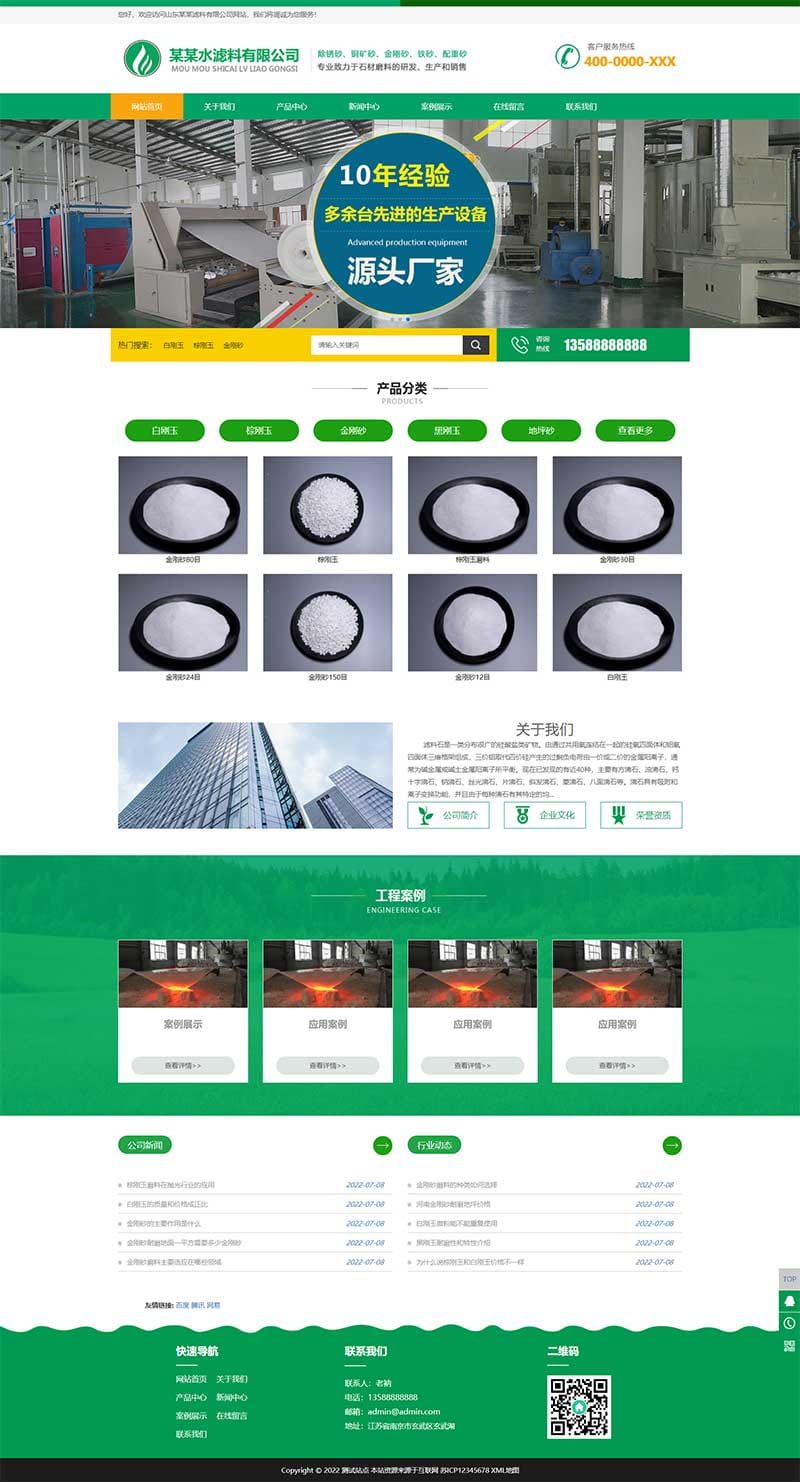 您好，欢迎访问山东某某滤料有限公司网站，我们将竭诚为您服务！
某某水滤料有限公司
MOU MOU SHICAI LV LIAO GONGSI
除锈砂、铜矿砂、金刚砂、铁砂、配重砂
专业致力于石材磨料的研发、生产和销售
客户服务热线
400-0000-XXX
网站首页 关于我们 产品中心 新闻中心 案例展示 在线留言 联系我们
10年经验
多余台先进的生产设备
Advanced production equipment
源头厂家
热门搜索： 白刚玉 棕刚玉 金刚砂
请输入关键词
咨询热线 13588888888
产品分类
PRODUCTS
白刚玉 棕刚玉 金刚砂 黑刚玉 地坪砂 查看更多
金刚砂80目 棕刚玉 棕刚玉磨料 金刚砂30目
金刚砂24目 金刚砂150目 金刚砂12目 白刚玉
关于我们
滤料石是一类分布很广的硅酸盐类矿物。由通过共用氧连结在一起的硅氧四面体和铝氧
四面体三维格架组成，三价铝取代四价硅产生的过剩负电荷由一价或二价的金属阳离子，通
常为碱金属或碱土金属阳离子所平衡。现在已发现的有近40种，主要有方沸石、浊沸石、钙
十字沸石、钠沸石、丝光沸石、片沸石、斜发沸石、菱沸石、八面沸石等。沸石具有吸附和
离子变换功能，并且由于每种沸石有其特定的均...
公司简介 企业文化 荣誉资质
工程案例
ENGINEERING CASE
案例展示 应用案例 应用案例 应用案例
查看详情>> 查看详情>> 查看详情>> 查看详情>>
公司新闻
棕刚玉磨料在抛光行业的应用 2022-07-08
白刚玉的质量和价格成正比 2022-07-08
金刚砂的主要作用是什么 2022-07-08
金刚砂耐磨地面一平方需要多少金刚砂 2022-07-08
金刚砂磨料主要适应在哪些领域 2022-07-08
行业动态
金刚砂磨料的种类如何选择 2022-07-08
河南金刚砂耐磨地坪价格 2022-07-08
白刚玉微粉能不能重复使用 2022-07-08
黑刚玉耐磨性和特性介绍 2022-07-08
为什么说棕刚玉和白刚玉价格不一样 2022-07-08
TOP
友情链接: 百度 腾讯 网易
快速导航
网站首页 关于我们
产品中心 新闻中心
案例展示 在线留言
联系我们
联系我们
联系人：老衲
电话：13588888888
邮箱：admin@admin.com
地址：江苏省南京市玄武区玄武湖
二维码
Copyright © 2022 测试站点 本站资源来源于互联网 苏ICP12345678 XML地图